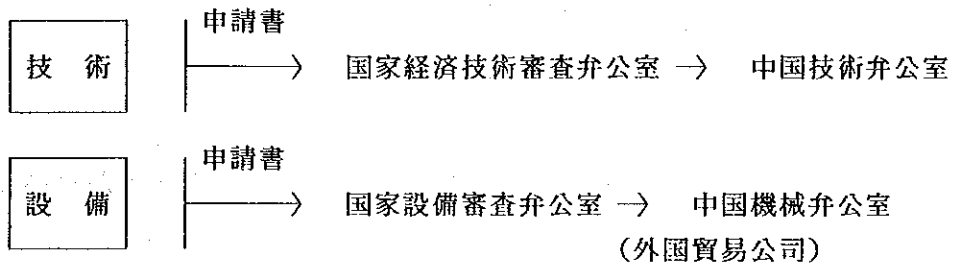 申請書
技 術 国家経済技術審査弁公室 → 中国技術弁公室
申請書
設 備 国家設備審査弁公室 → 中国機械弁公室
（外国貿易公司）